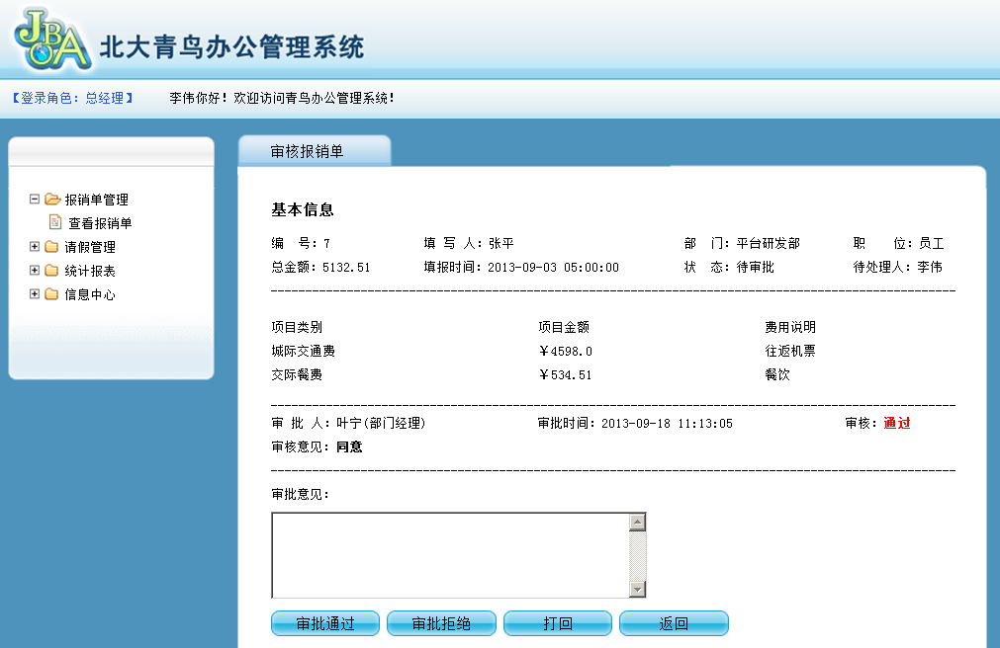 JBOA 北大青鸟办公管理系统
【登录角色：总经理】 李伟你好！欢迎访问青鸟办公管理系统！
审核报销单
报销单管理
查看报销单
请假管理
统计报表
信息中心
基本信息
编 号：7 填 写 人：张平 部 门：平台研发部 职 位：员工
总金额：5132.51 填报时间：2013-09-03 05:00:00 状 态：待审批 待处理人：李伟
项目类别 项目金额 费用说明
城际交通费 ￥4598.0 往返机票
交际餐费 ￥534.51 餐饮
审 批 人：叶宁(部门经理) 审批时间：2013-09-18 11:13:05 审核：通过
审核意见：同意
审批意见：
审批通过 审批拒绝 打回 返回